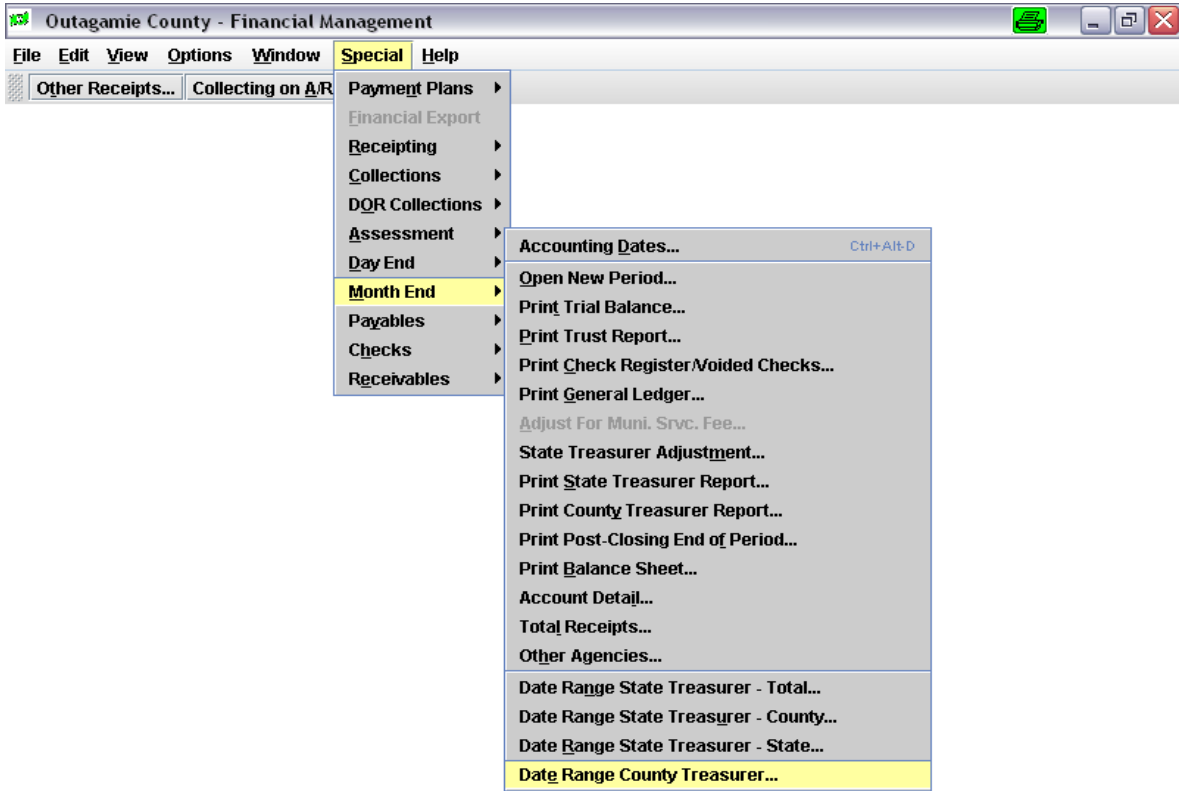 Outagamie County - Financial Management
File Edit View Options Window Special Help
Other Receipts... Collecting on A/R
Payment Plans
Financial Export
Receipting
Collections
DOR Collections
Assessment
Day End
Month End
Payables
Checks
Receivables
Accounting Dates... Ctrl+Alt-D
Open New Period...
Print Trial Balance...
Print Trust Report...
Print Check Register/Voided Checks...
Print General Ledger...
Adjust For Muni. Srvc. Fee...
State Treasurer Adjustment...
Print State Treasurer Report...
Print County Treasurer Report...
Print Post-Closing End of Period...
Print Balance Sheet...
Account Detail...
Total Receipts...
Other Agencies...
Date Range State Treasurer - Total...
Date Range State Treasurer - County...
Date Range State Treasurer - State...
Date Range County Treasurer...